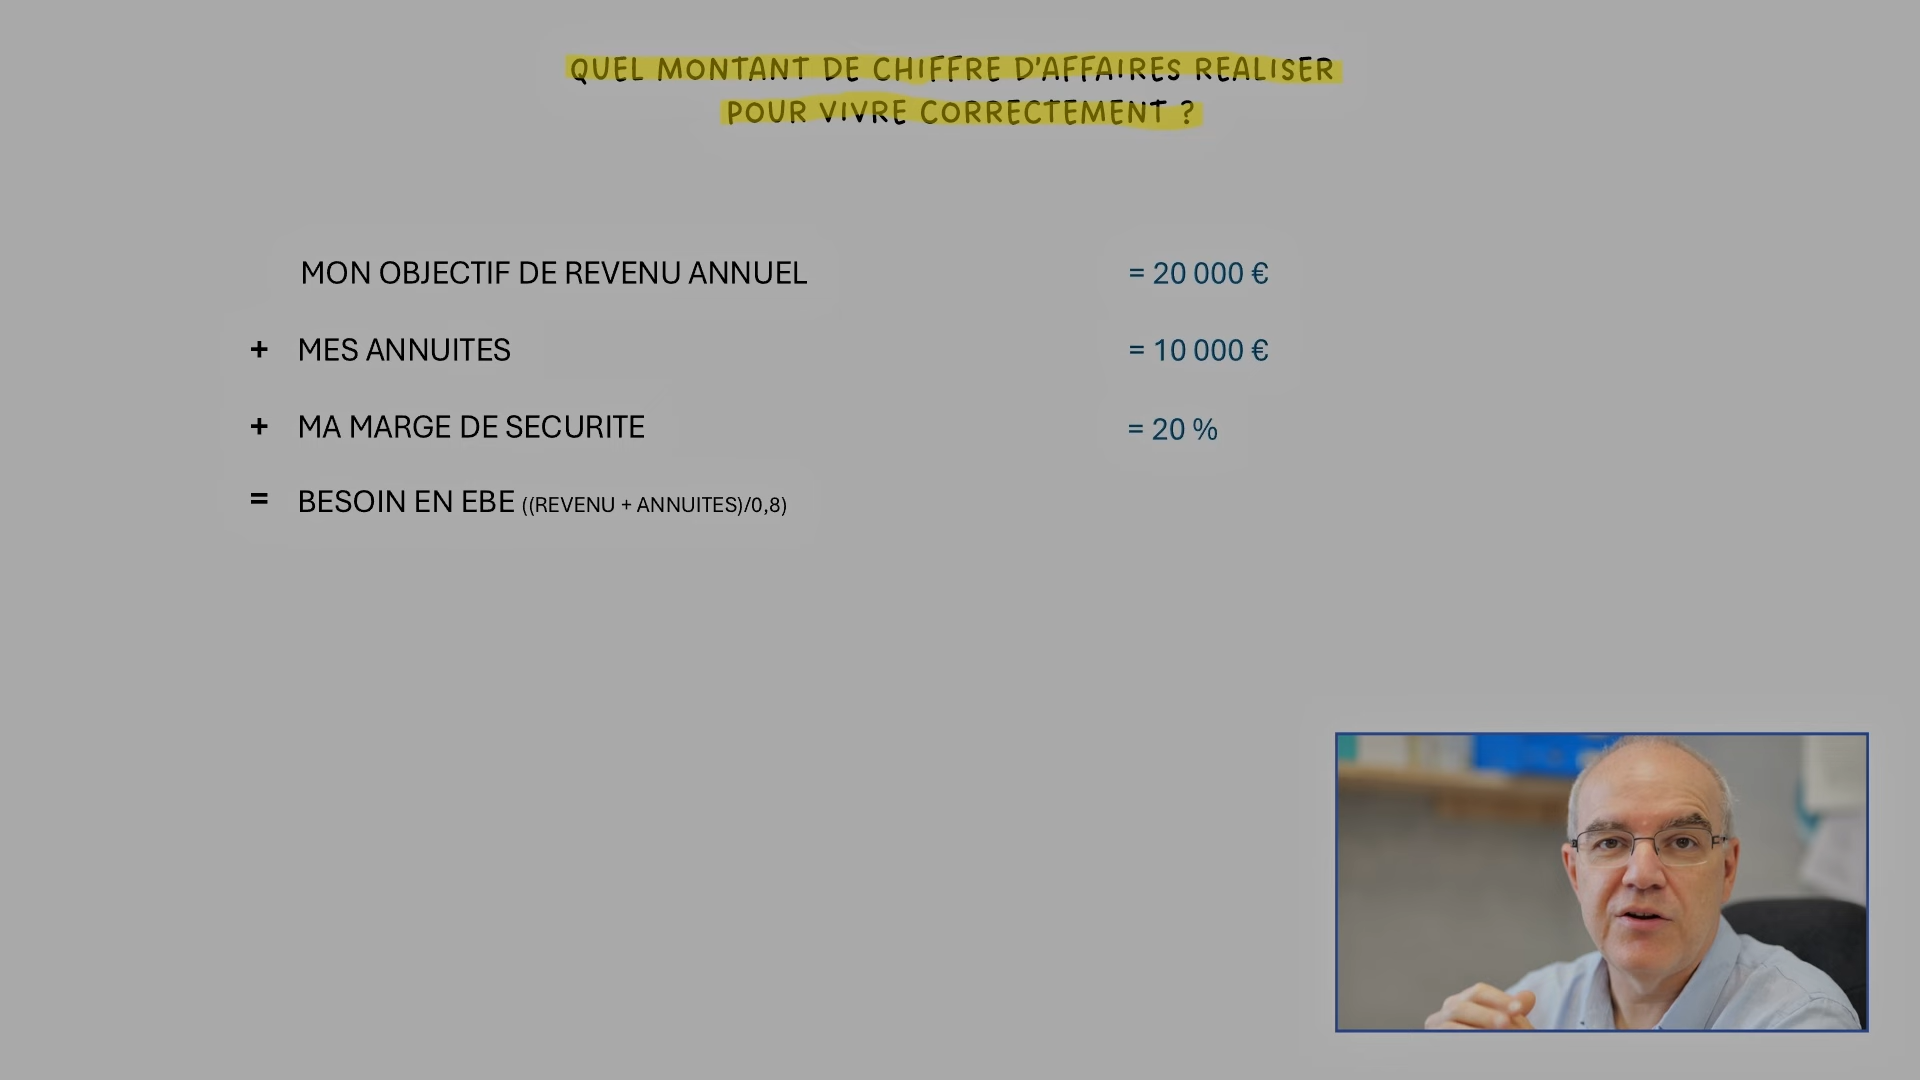 QUEL MONTANT DE CHIFFRE D'AFFAIRES REALISER
POUR VIVRE CORRECTEMENT ?
MON OBJECTIF DE REVENU ANNUEL = 20 000 €
+ MES ANNUITES = 10 000 €
+ MA MARGE DE SECURITE = 20 %
= BESOIN EN EBE ((REVENU + ANNUITES)/0,8)